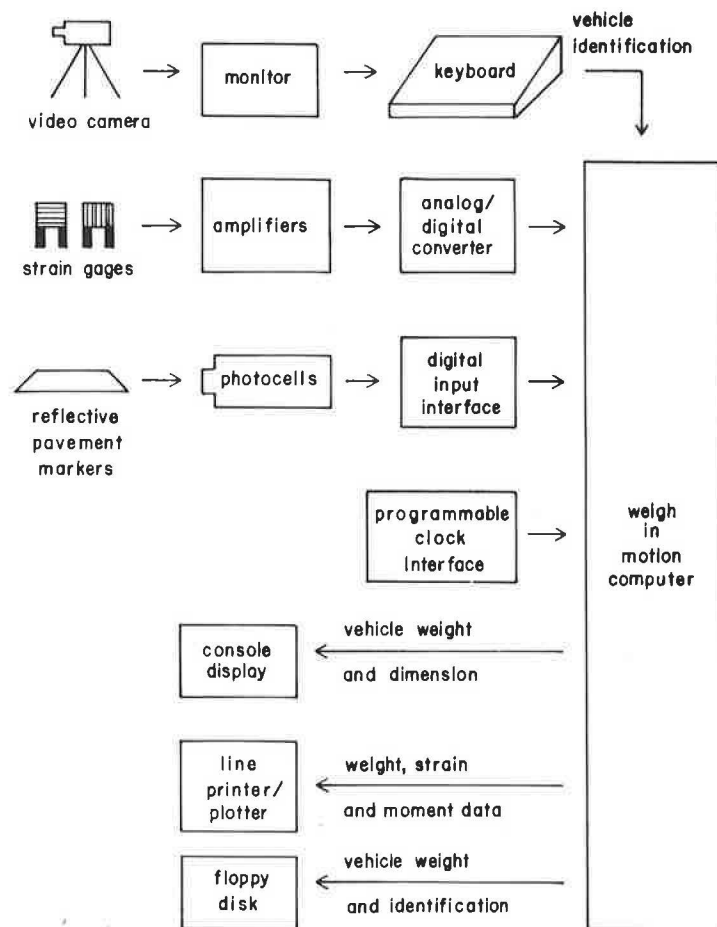 vehicle
identification
monitor
keyboard
video camera
amplifiers
analog/
digital
converter
strain gages
photocells
digital
input
interface
reflective
pavement
markers
programmable
clock
Interface
weigh
in
motion
computer
vehicle weight
console
display
and dimension
line
printer/
plotter
weight, strain
and moment data
vehicle weight
floppy
disk
and identification